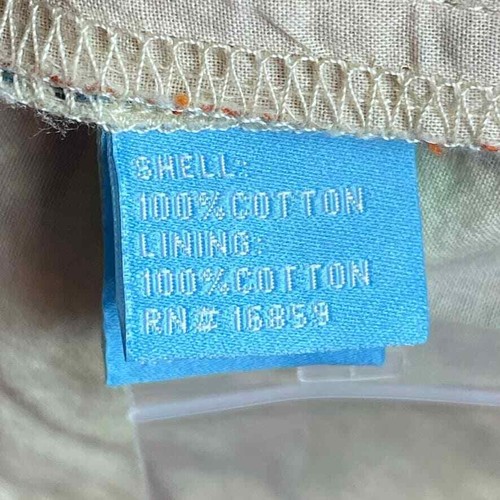 SHELL:
100% COTTON
LINING:
100% COTTON
RN# 16859